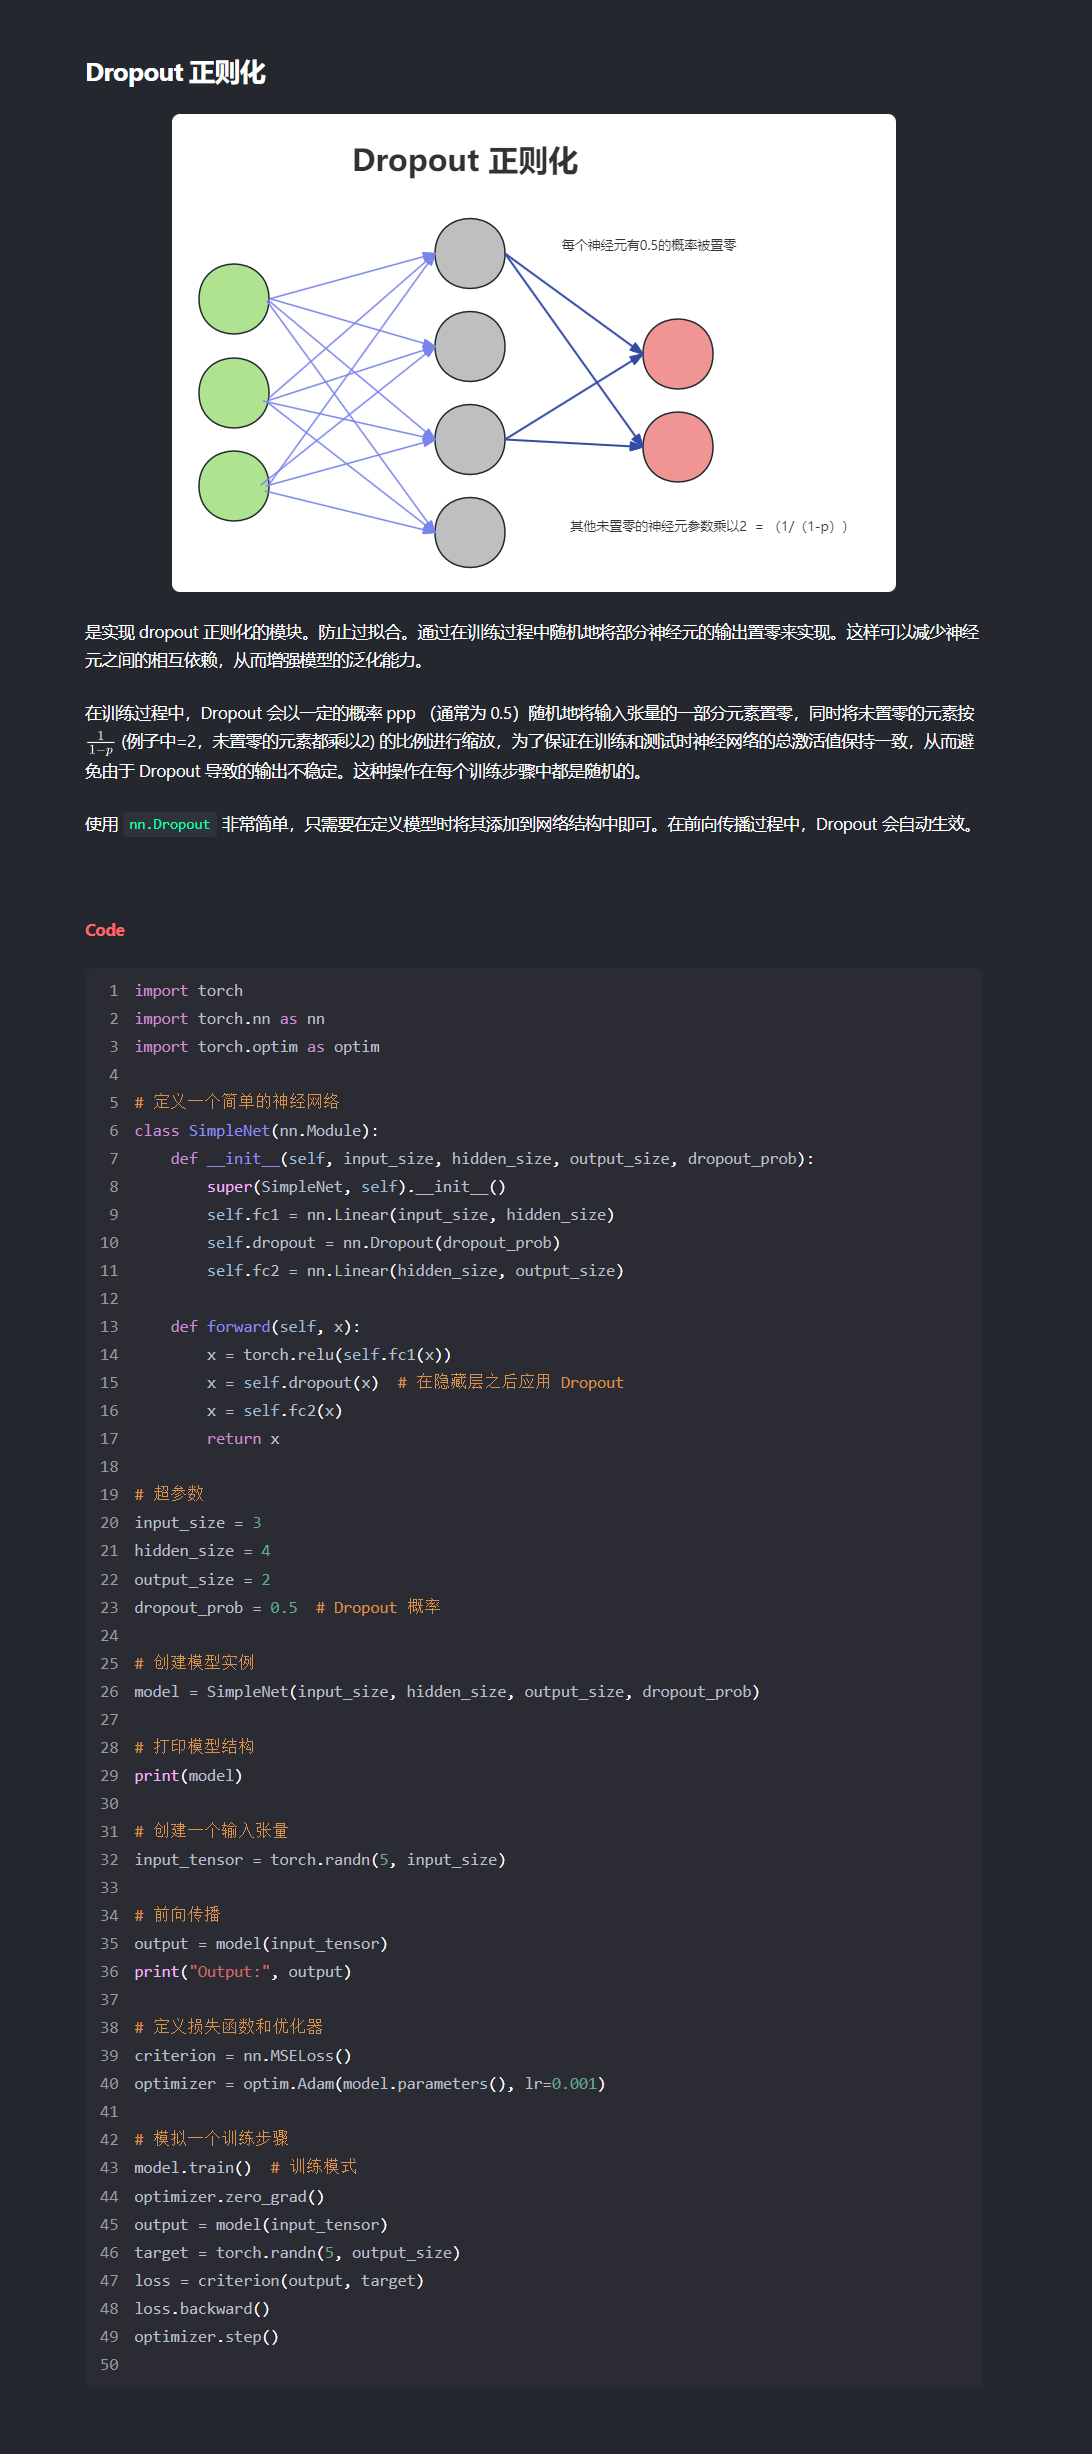 Dropout 正则化
Dropout 正则化
每个神经元有0.5的概率被置零
其他未置零的神经元参数乘以2 = （1/（1-p））
是实现 dropout 正则化的模块。防止过拟合。通过在训练过程中随机地将部分神经元的输出置零来实现。这样可以减少神经
元之间的相互依赖，从而增强模型的泛化能力。
在训练过程中，Dropout 会以一定的概率 ppp （通常为 0.5）随机地将输入张量的一部分元素置零，同时将未置零的元素按
1/(1−p) (例子中=2，未置零的元素都乘以2) 的比例进行缩放，为了保证在训练和测试时神经网络的总激活值保持一致，从而避
免由于 Dropout 导致的输出不稳定。这种操作在每个训练步骤中都是随机的。
使用 nn.Dropout 非常简单，只需要在定义模型时将其添加到网络结构中即可。在前向传播过程中，Dropout 会自动生效。
Code
1 import torch
2 import torch.nn as nn
3 import torch.optim as optim
4
5 # 定义一个简单的神经网络
6 class SimpleNet(nn.Module):
7     def __init__(self, input_size, hidden_size, output_size, dropout_prob):
8         super(SimpleNet, self).__init__()
9         self.fc1 = nn.Linear(input_size, hidden_size)
10         self.dropout = nn.Dropout(dropout_prob)
11         self.fc2 = nn.Linear(hidden_size, output_size)
12
13     def forward(self, x):
14         x = torch.relu(self.fc1(x))
15         x = self.dropout(x)  # 在隐藏层之后应用 Dropout
16         x = self.fc2(x)
17         return x
18
19 # 超参数
20 input_size = 3
21 hidden_size = 4
22 output_size = 2
23 dropout_prob = 0.5  # Dropout 概率
24
25 # 创建模型实例
26 model = SimpleNet(input_size, hidden_size, output_size, dropout_prob)
27
28 # 打印模型结构
29 print(model)
30
31 # 创建一个输入张量
32 input_tensor = torch.randn(5, input_size)
33
34 # 前向传播
35 output = model(input_tensor)
36 print("Output:", output)
37
38 # 定义损失函数和优化器
39 criterion = nn.MSELoss()
40 optimizer = optim.Adam(model.parameters(), lr=0.001)
41
42 # 模拟一个训练步骤
43 model.train()  # 训练模式
44 optimizer.zero_grad()
45 output = model(input_tensor)
46 target = torch.randn(5, output_size)
47 loss = criterion(output, target)
48 loss.backward()
49 optimizer.step()
50